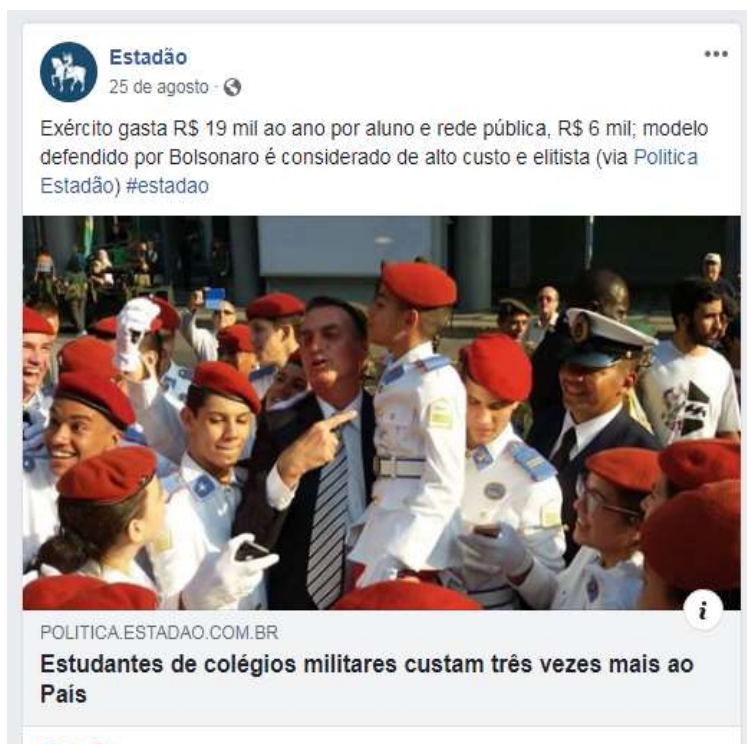 Estadão
25 de agosto ·
Exército gasta R$ 19 mil ao ano por aluno e rede pública, R$ 6 mil; modelo
defendido por Bolsonaro é considerado de alto custo e elitista (via Politica
Estadão) #estadao
i
POLITICA.ESTADAO.COM.BR
Estudantes de colégios militares custam três vezes mais ao
País